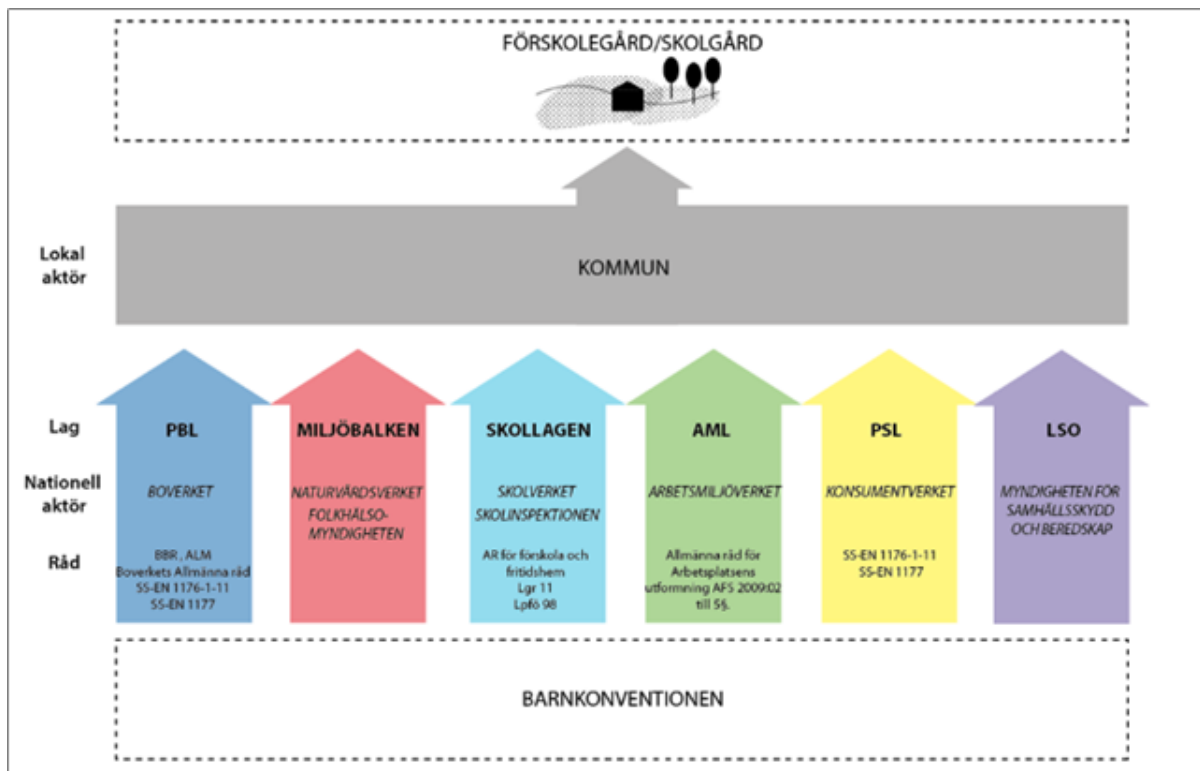 FÖRSKOLEGÅRD/SKOLGÅRD
Lokal
aktör
KOMMUN
Lag
PBL
MILJÖBALKEN
SKOLLAGEN
AML
PSL
LSO
Nationell
aktör
BOVERKET
NATURVÅRDSVERKET
FOLKHÄLSO-
MYNDIGHETEN
SKOLVERKET
SKOLINSPEKTIONEN
ARBETSMILJÖVERKET
KONSUMENTVERKET
MYNDIGHETEN FÖR
SAMHÄLLSSKYDD
OCH BEREDSKAP
Råd
BBR , ALM
Boverkets Allmänna råd
SS-EN 1176-1-11
SS-EN 1177
AR för förskola och
fritidshem
Lgr 11
Lpfö 98
Allmänna råd för
Arbetsplatsens
utformning AFS 2009:02
till 5§.
SS-EN 1176-1-11
SS-EN 1177
BARNKONVENTIONEN